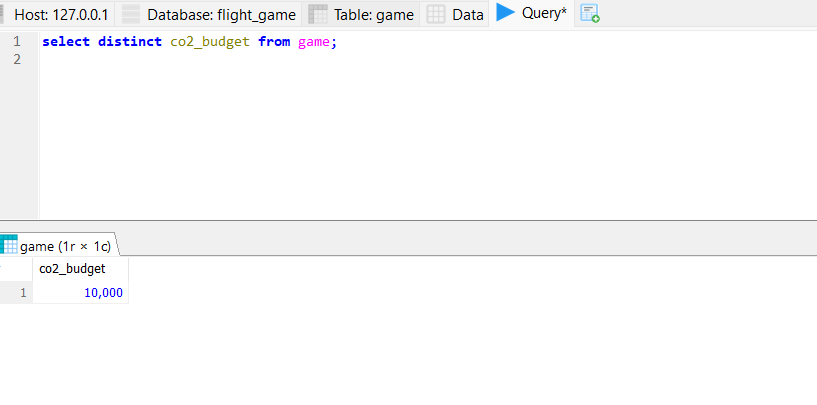 Host: 127.0.0.1 Database: flight_game Table: game Data Query*
1 select distinct co2_budget from game;
2
game (1r × 1c)
co2_budget
1 10,000